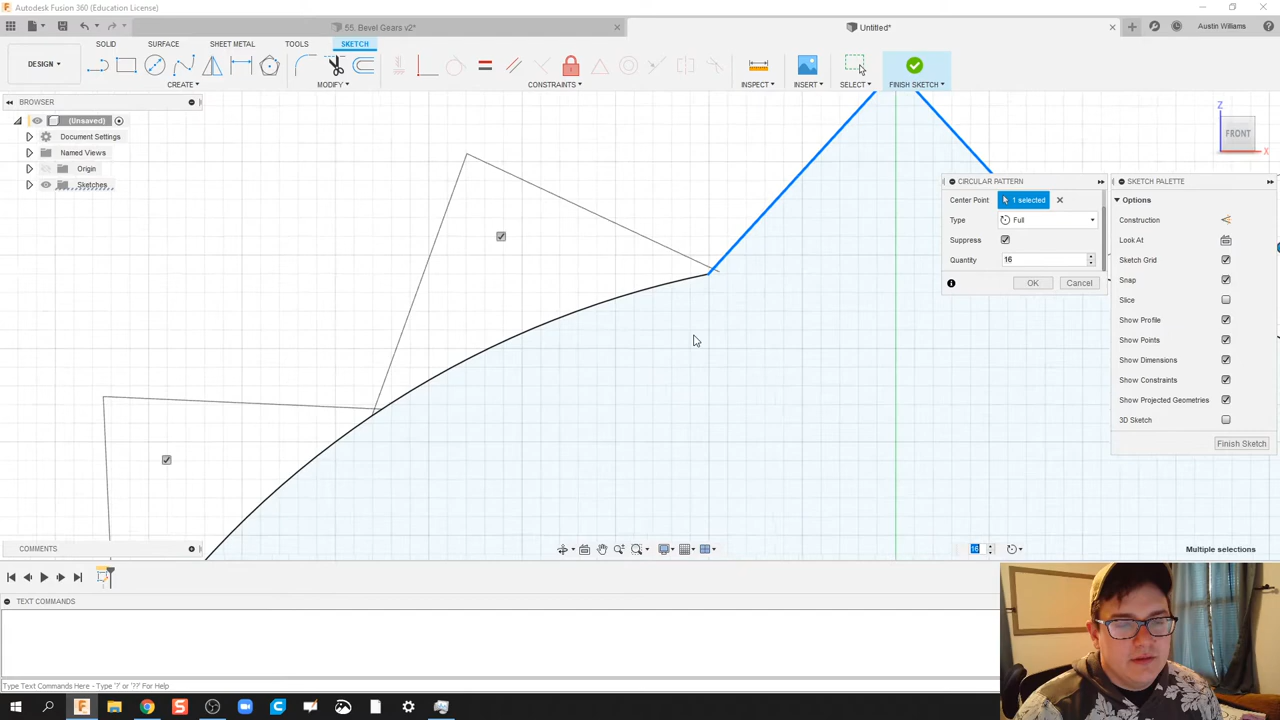 Autodesk Fusion 360 (Education License)
55. Bevel Gears v2*
Untitled*
Austin Williams
DESIGN
SOLID
SURFACE
SHEET METAL
TOOLS
SKETCH
CREATE
MODIFY
CONSTRAINTS
INSPECT
INSERT
SELECT
FINISH SKETCH
BROWSER
(Unsaved)
Document Settings
Named Views
Origin
Sketches
Z
FRONT
X
CIRCULAR PATTERN
Center Point
1 selected
Type
Full
Suppress
Quantity
16
OK
Cancel
SKETCH PALETTE
Options
Construction
Look At
Sketch Grid
Snap
Slice
Show Profile
Show Points
Show Dimensions
Show Constraints
Show Projected Geometries
3D Sketch
Finish Sketch
COMMENTS
16
Multiple selections
TEXT COMMANDS
Type Text Commands Here - Type '?' or '??' For Help